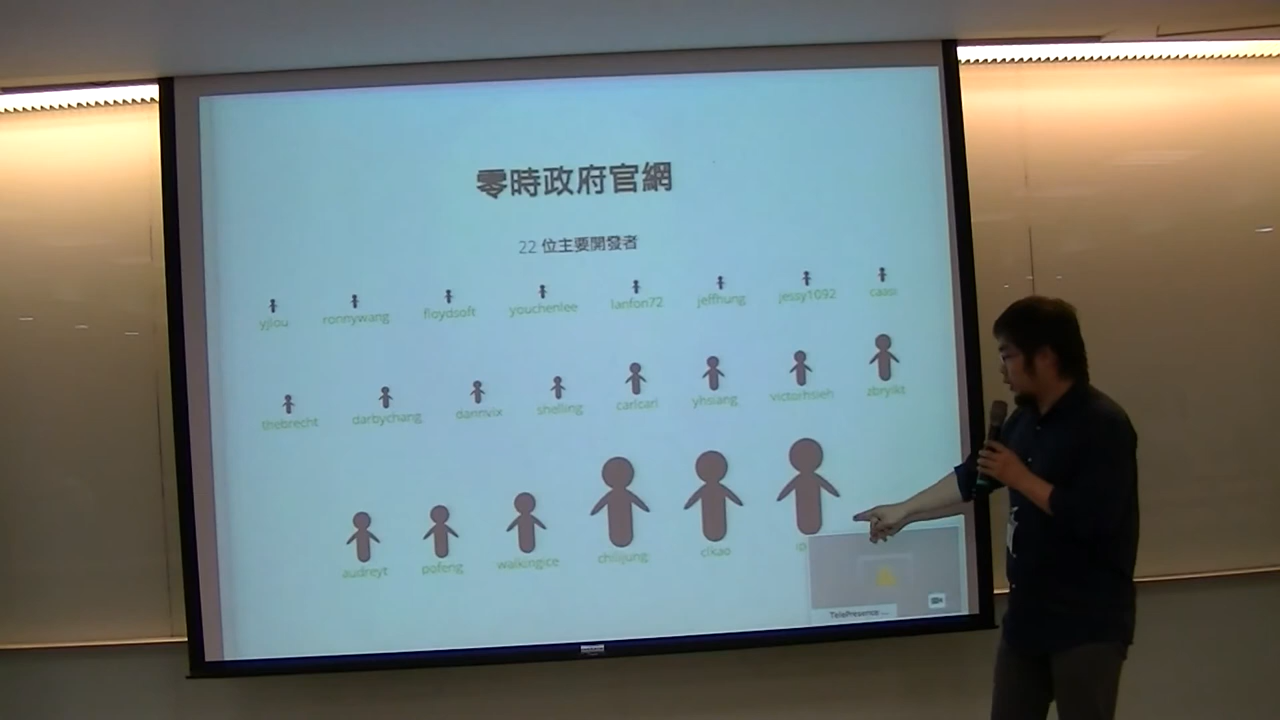 零時政府官網
22 位主要開發者
yjlou ronnywang floydsoft youchenlee lanfon72 jeffhung jessy1092 caasi
thebrecht darbychang dannvix shelling carlcarl yhsiang victorhsieh zbryikt
audreyt pofeng walkingice chilijung clkao ip
TelePresence ...